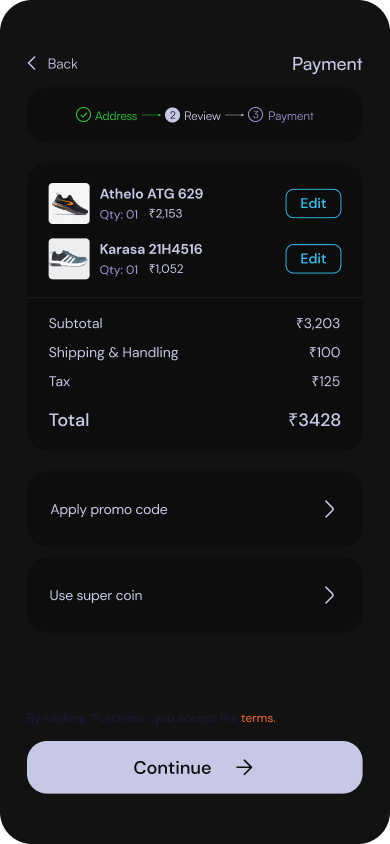 Back
Payment
Address
2 Review
3 Payment
Athelo ATG 629
Qty: 01 ₹2,153
Edit
Karasa 21H4516
Qty: 01 ₹1,052
Edit
Subtotal ₹3,203
Shipping & Handling ₹100
Tax ₹125
Total ₹3428
Apply promo code
Use super coin
By clicking "Purchase", you accept the terms.
Continue